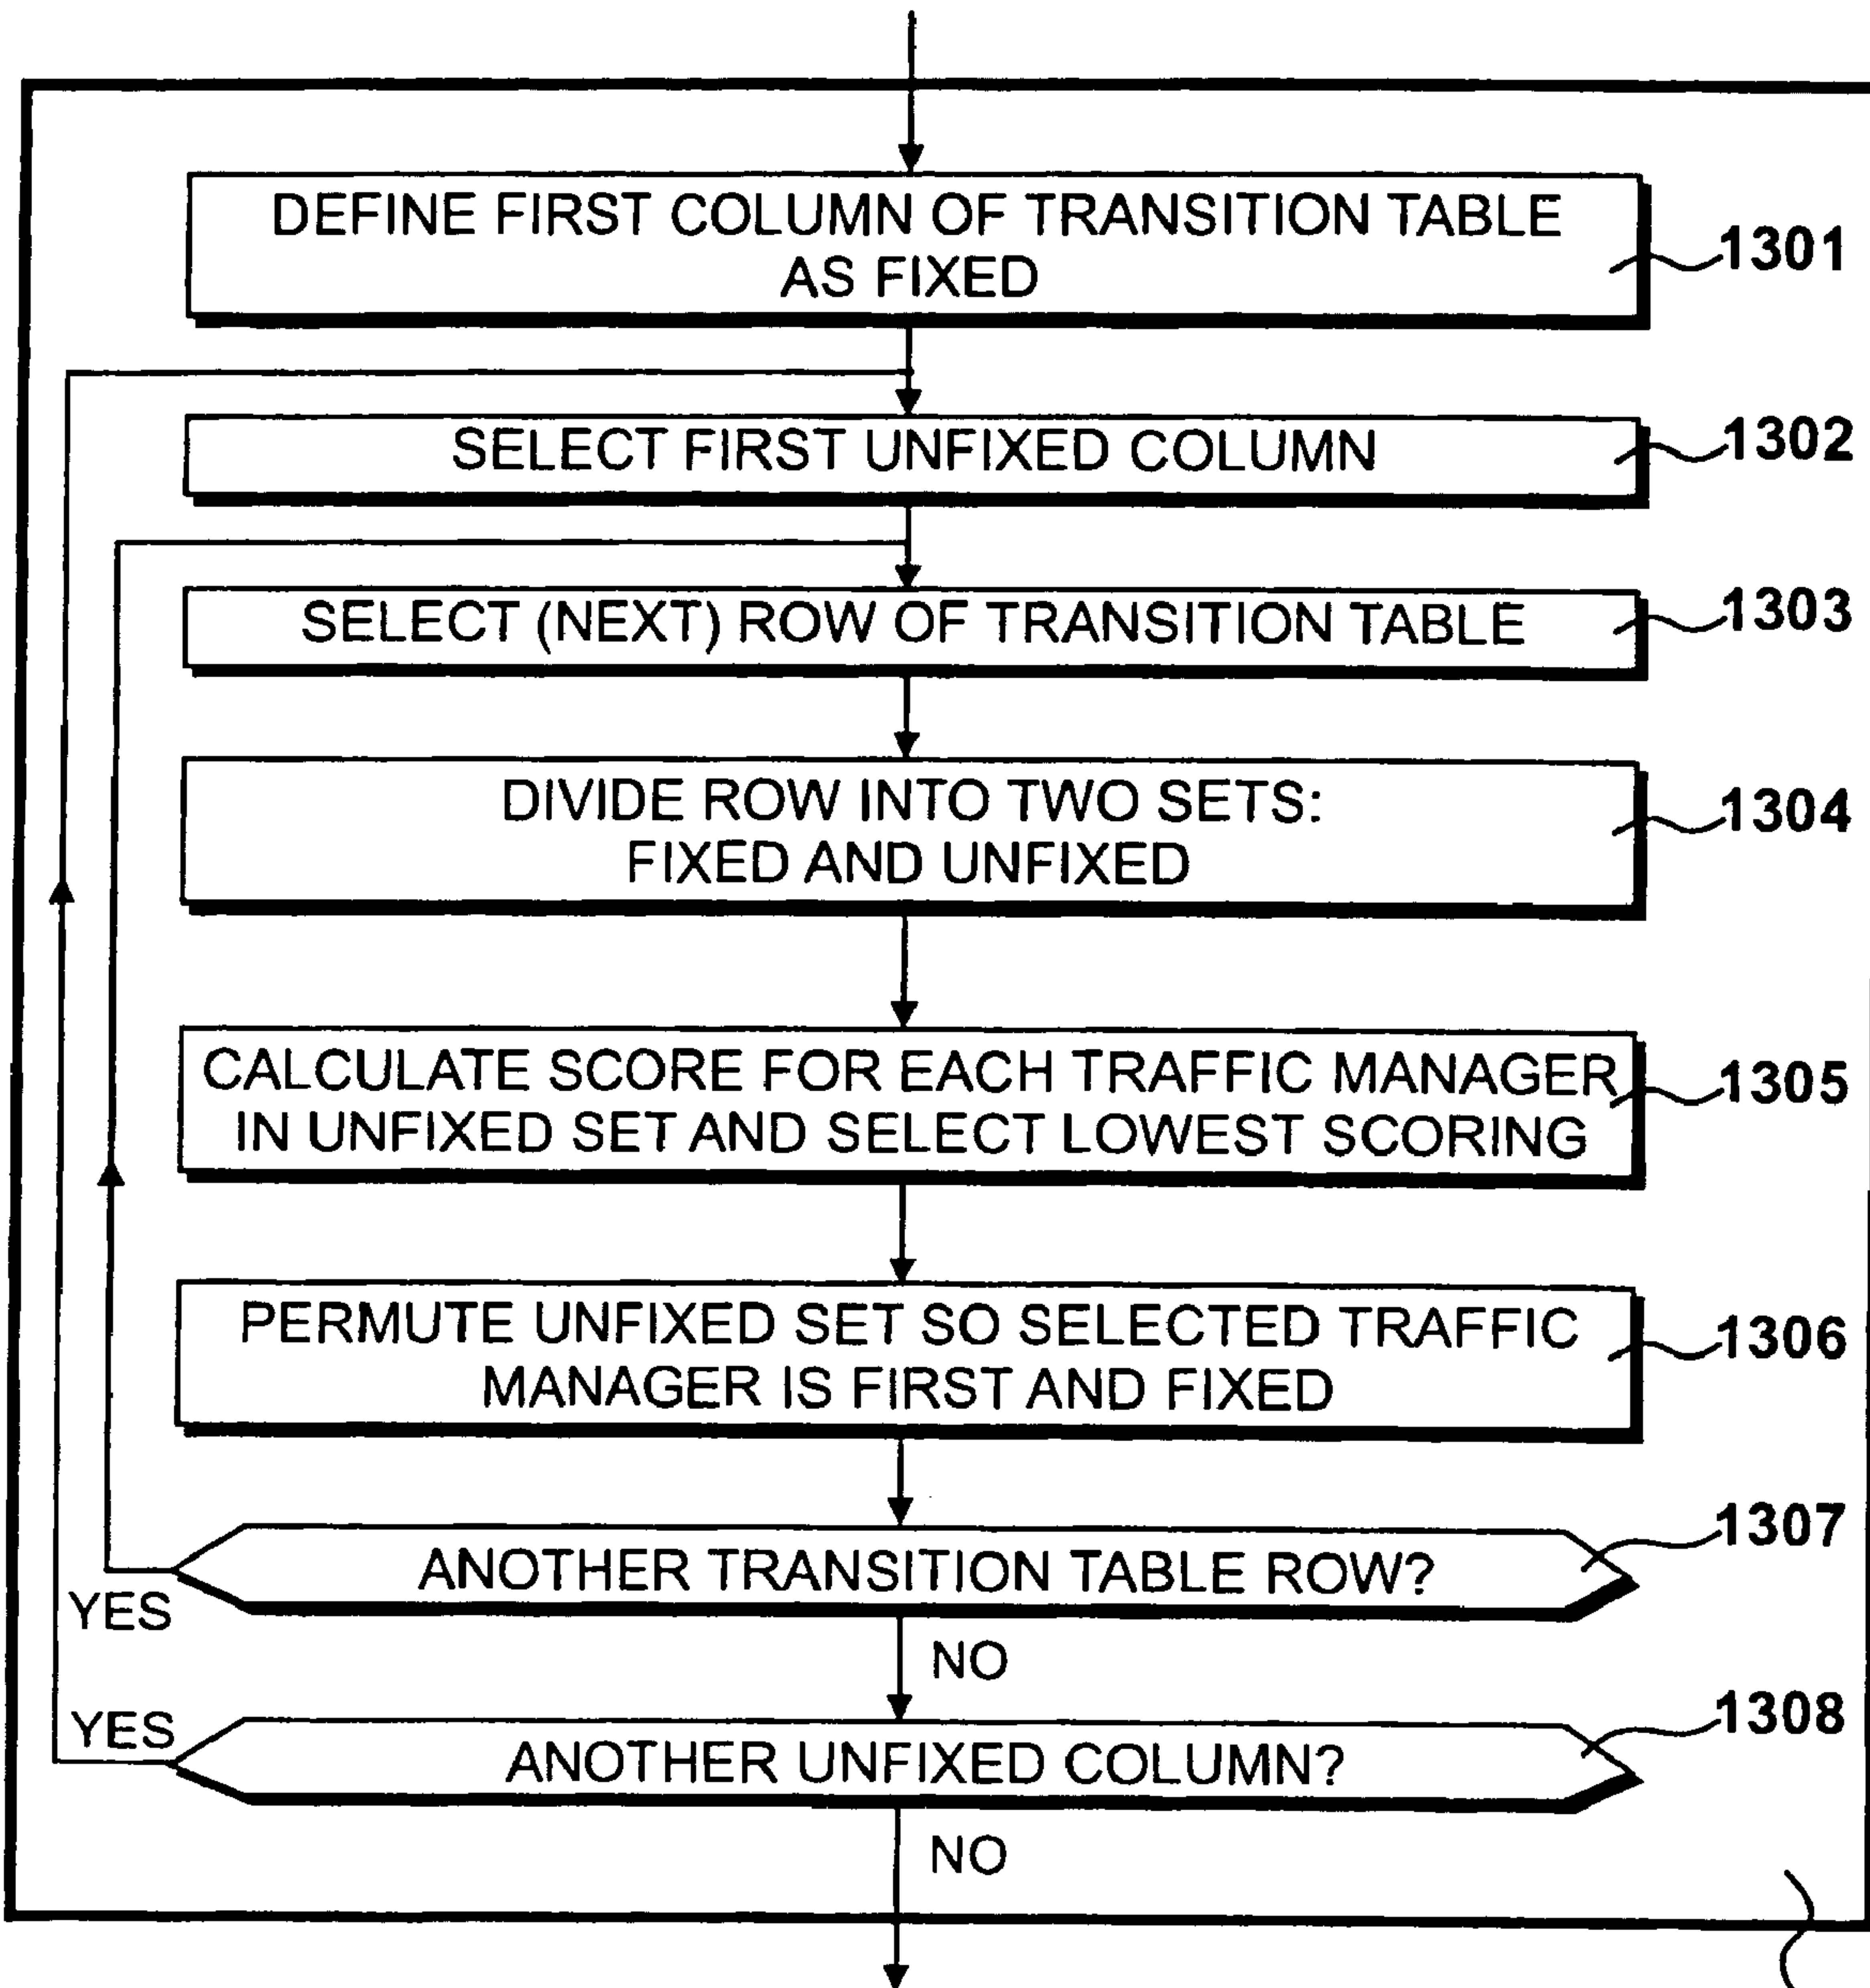 DEFINE FIRST COLUMN OF TRANSITION TABLE
AS FIXED
1301
SELECT FIRST UNFIXED COLUMN
1302
SELECT (NEXT) ROW OF TRANSITION TABLE
1303
DIVIDE ROW INTO TWO SETS:
FIXED AND UNFIXED
1304
CALCULATE SCORE FOR EACH TRAFFIC MANAGER
IN UNFIXED SET AND SELECT LOWEST SCORING
1305
PERMUTE UNFIXED SET SO SELECTED TRAFFIC
MANAGER IS FIRST AND FIXED
1306
ANOTHER TRANSITION TABLE ROW?
1307
YES
NO
YES
ANOTHER UNFIXED COLUMN?
1308
NO